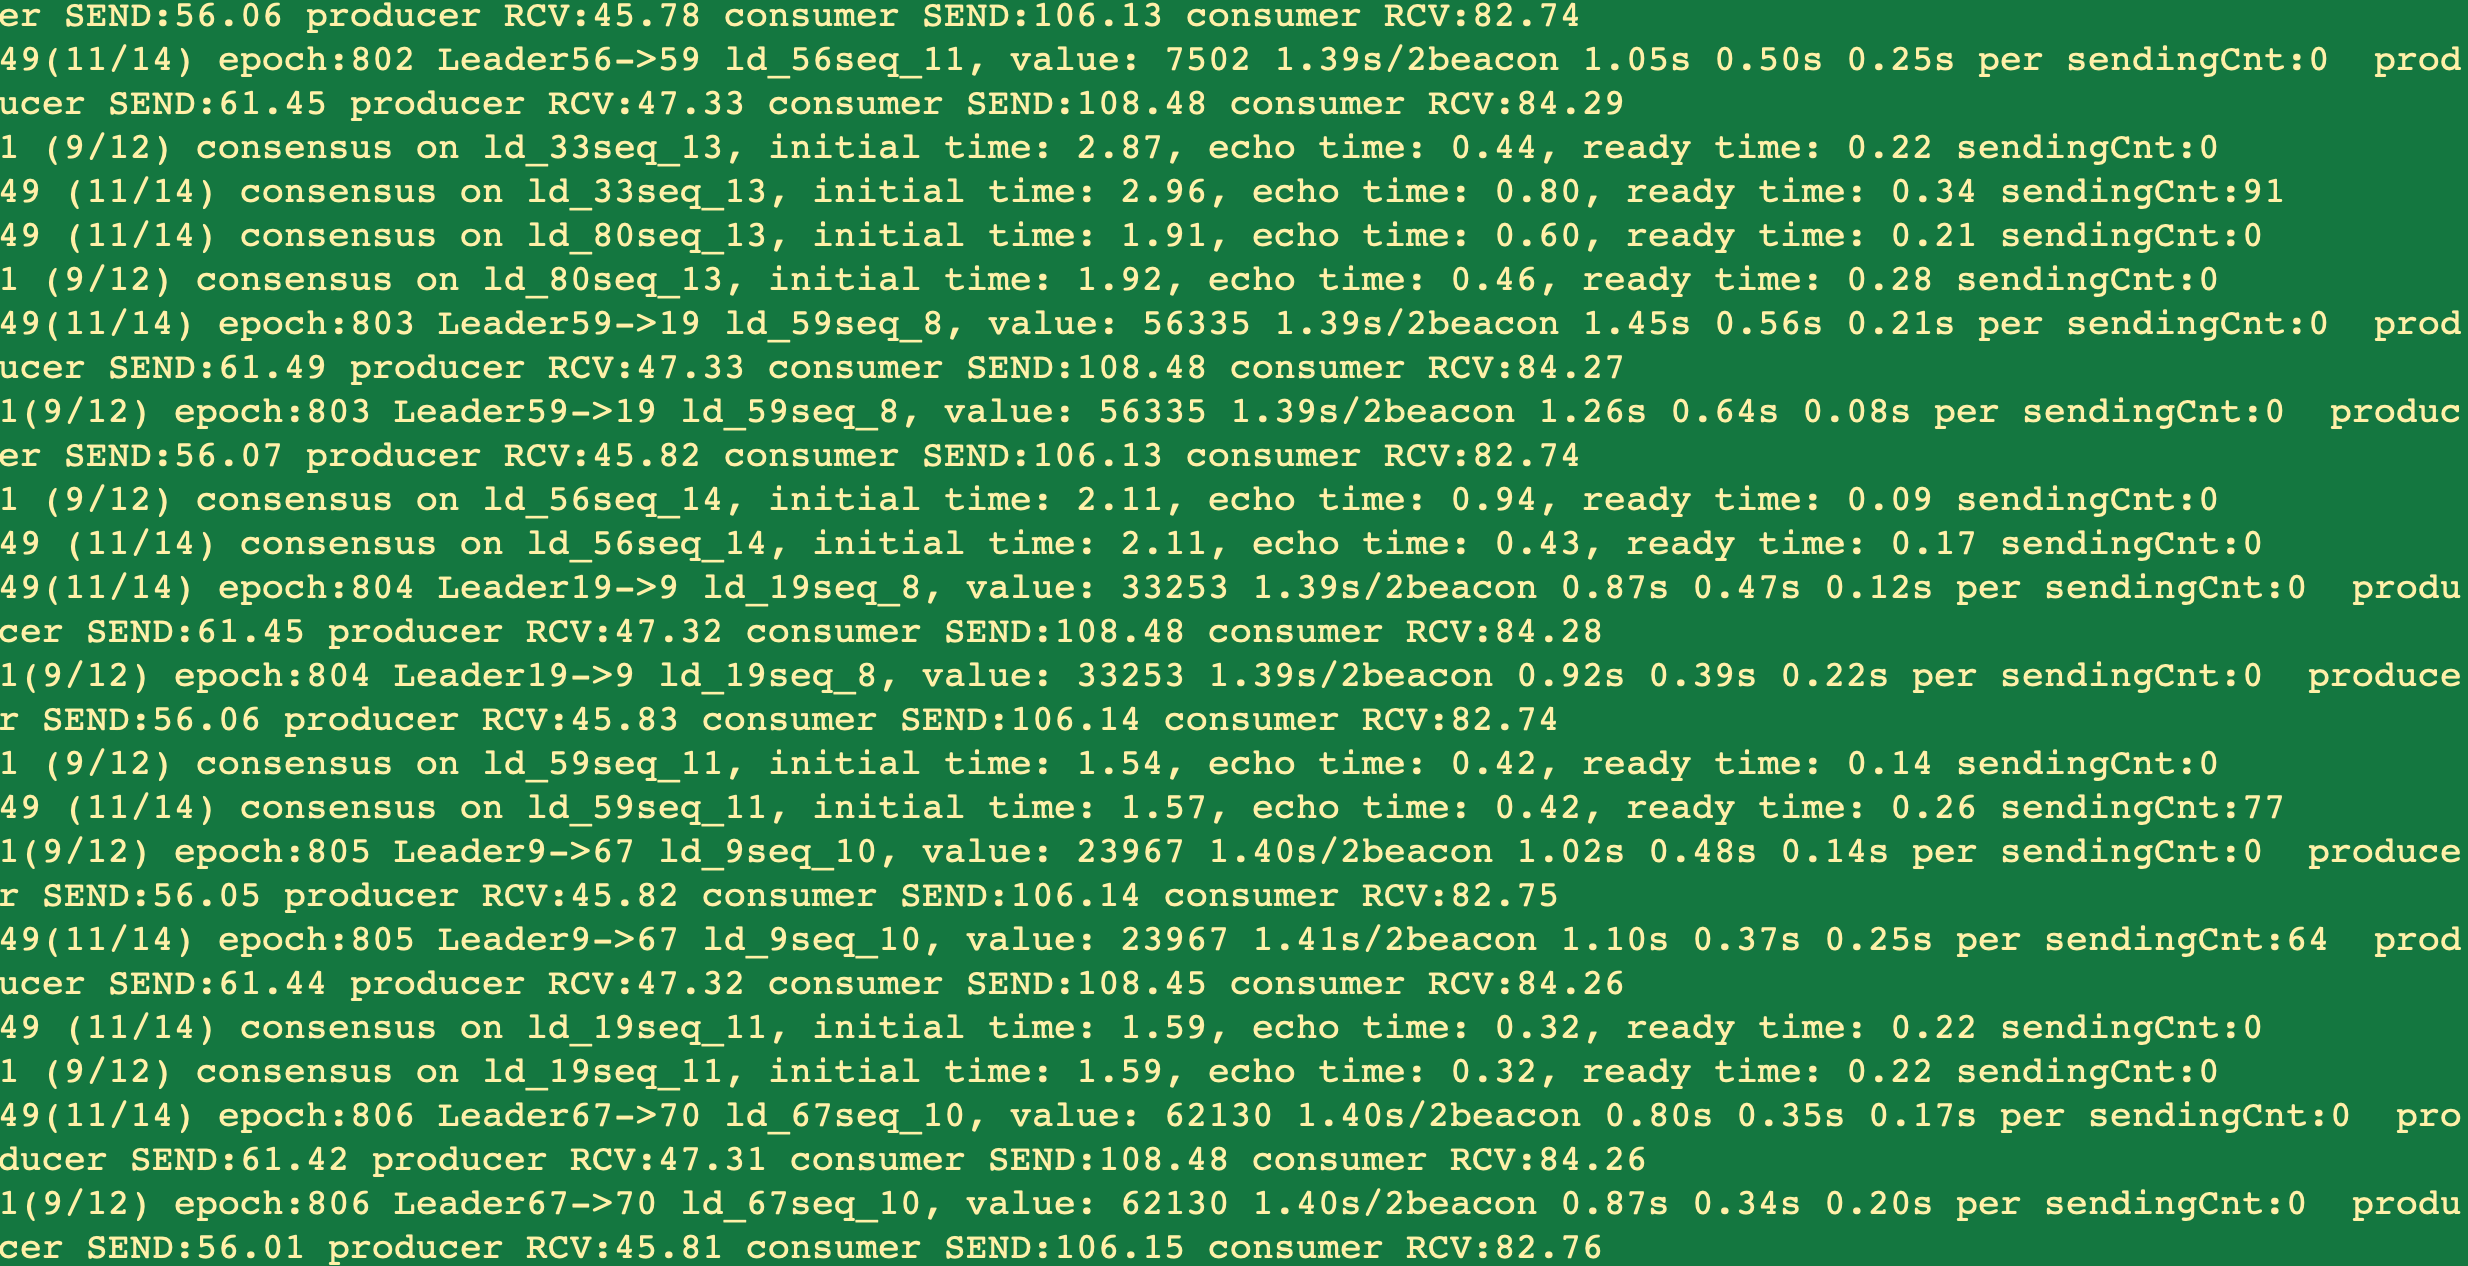 er SEND:56.06 producer RCV:45.78 consumer SEND:106.13 consumer RCV:82.74
49(11/14) epoch:802 Leader56->59 ld_56seq_11, value: 7502 1.39s/2beacon 1.05s 0.50s 0.25s per sendingCnt:0  prod
ucer SEND:61.45 producer RCV:47.33 consumer SEND:108.48 consumer RCV:84.29
1 (9/12) consensus on ld_33seq_13, initial time: 2.87, echo time: 0.44, ready time: 0.22 sendingCnt:0
49 (11/14) consensus on ld_33seq_13, initial time: 2.96, echo time: 0.80, ready time: 0.34 sendingCnt:91
49 (11/14) consensus on ld_80seq_13, initial time: 1.91, echo time: 0.60, ready time: 0.21 sendingCnt:0
1 (9/12) consensus on ld_80seq_13, initial time: 1.92, echo time: 0.46, ready time: 0.28 sendingCnt:0
49(11/14) epoch:803 Leader59->19 ld_59seq_8, value: 56335 1.39s/2beacon 1.45s 0.56s 0.21s per sendingCnt:0  prod
ucer SEND:61.49 producer RCV:47.33 consumer SEND:108.48 consumer RCV:84.27
1(9/12) epoch:803 Leader59->19 ld_59seq_8, value: 56335 1.39s/2beacon 1.26s 0.64s 0.08s per sendingCnt:0  produc
er SEND:56.07 producer RCV:45.82 consumer SEND:106.13 consumer RCV:82.74
1 (9/12) consensus on ld_56seq_14, initial time: 2.11, echo time: 0.94, ready time: 0.09 sendingCnt:0
49 (11/14) consensus on ld_56seq_14, initial time: 2.11, echo time: 0.43, ready time: 0.17 sendingCnt:0
49(11/14) epoch:804 Leader19->9 ld_19seq_8, value: 33253 1.39s/2beacon 0.87s 0.47s 0.12s per sendingCnt:0  produ
cer SEND:61.45 producer RCV:47.32 consumer SEND:108.48 consumer RCV:84.28
1(9/12) epoch:804 Leader19->9 ld_19seq_8, value: 33253 1.39s/2beacon 0.92s 0.39s 0.22s per sendingCnt:0  produce
r SEND:56.06 producer RCV:45.83 consumer SEND:106.14 consumer RCV:82.74
1 (9/12) consensus on ld_59seq_11, initial time: 1.54, echo time: 0.42, ready time: 0.14 sendingCnt:0
49 (11/14) consensus on ld_59seq_11, initial time: 1.57, echo time: 0.42, ready time: 0.26 sendingCnt:77
1(9/12) epoch:805 Leader9->67 ld_9seq_10, value: 23967 1.40s/2beacon 1.02s 0.48s 0.14s per sendingCnt:0  produce
r SEND:56.05 producer RCV:45.82 consumer SEND:106.14 consumer RCV:82.75
49(11/14) epoch:805 Leader9->67 ld_9seq_10, value: 23967 1.41s/2beacon 1.10s 0.37s 0.25s per sendingCnt:64  prod
ucer SEND:61.44 producer RCV:47.32 consumer SEND:108.45 consumer RCV:84.26
49 (11/14) consensus on ld_19seq_11, initial time: 1.59, echo time: 0.32, ready time: 0.22 sendingCnt:0
1 (9/12) consensus on ld_19seq_11, initial time: 1.59, echo time: 0.32, ready time: 0.22 sendingCnt:0
49(11/14) epoch:806 Leader67->70 ld_67seq_10, value: 62130 1.40s/2beacon 0.80s 0.35s 0.17s per sendingCnt:0  pro
ducer SEND:61.42 producer RCV:47.31 consumer SEND:108.48 consumer RCV:84.26
1(9/12) epoch:806 Leader67->70 ld_67seq_10, value: 62130 1.40s/2beacon 0.87s 0.34s 0.20s per sendingCnt:0  produ
cer SEND:56.01 producer RCV:45.81 consumer SEND:106.15 consumer RCV:82.76